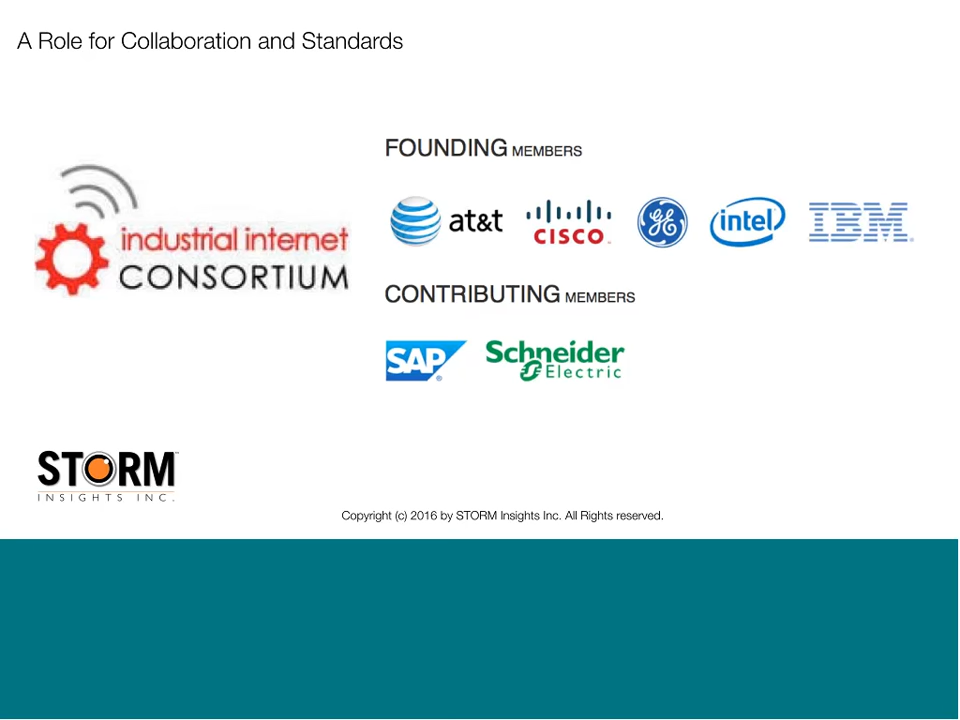 A Role for Collaboration and Standards
FOUNDING MEMBERS
at&t
CISCO
GE
intel
IBM
industrial internet
CONSORTIUM
CONTRIBUTING MEMBERS
SAP
Schneider
Electric
STORM
INSIGHTS INC.
Copyright (c) 2016 by STORM Insights Inc. All Rights reserved.